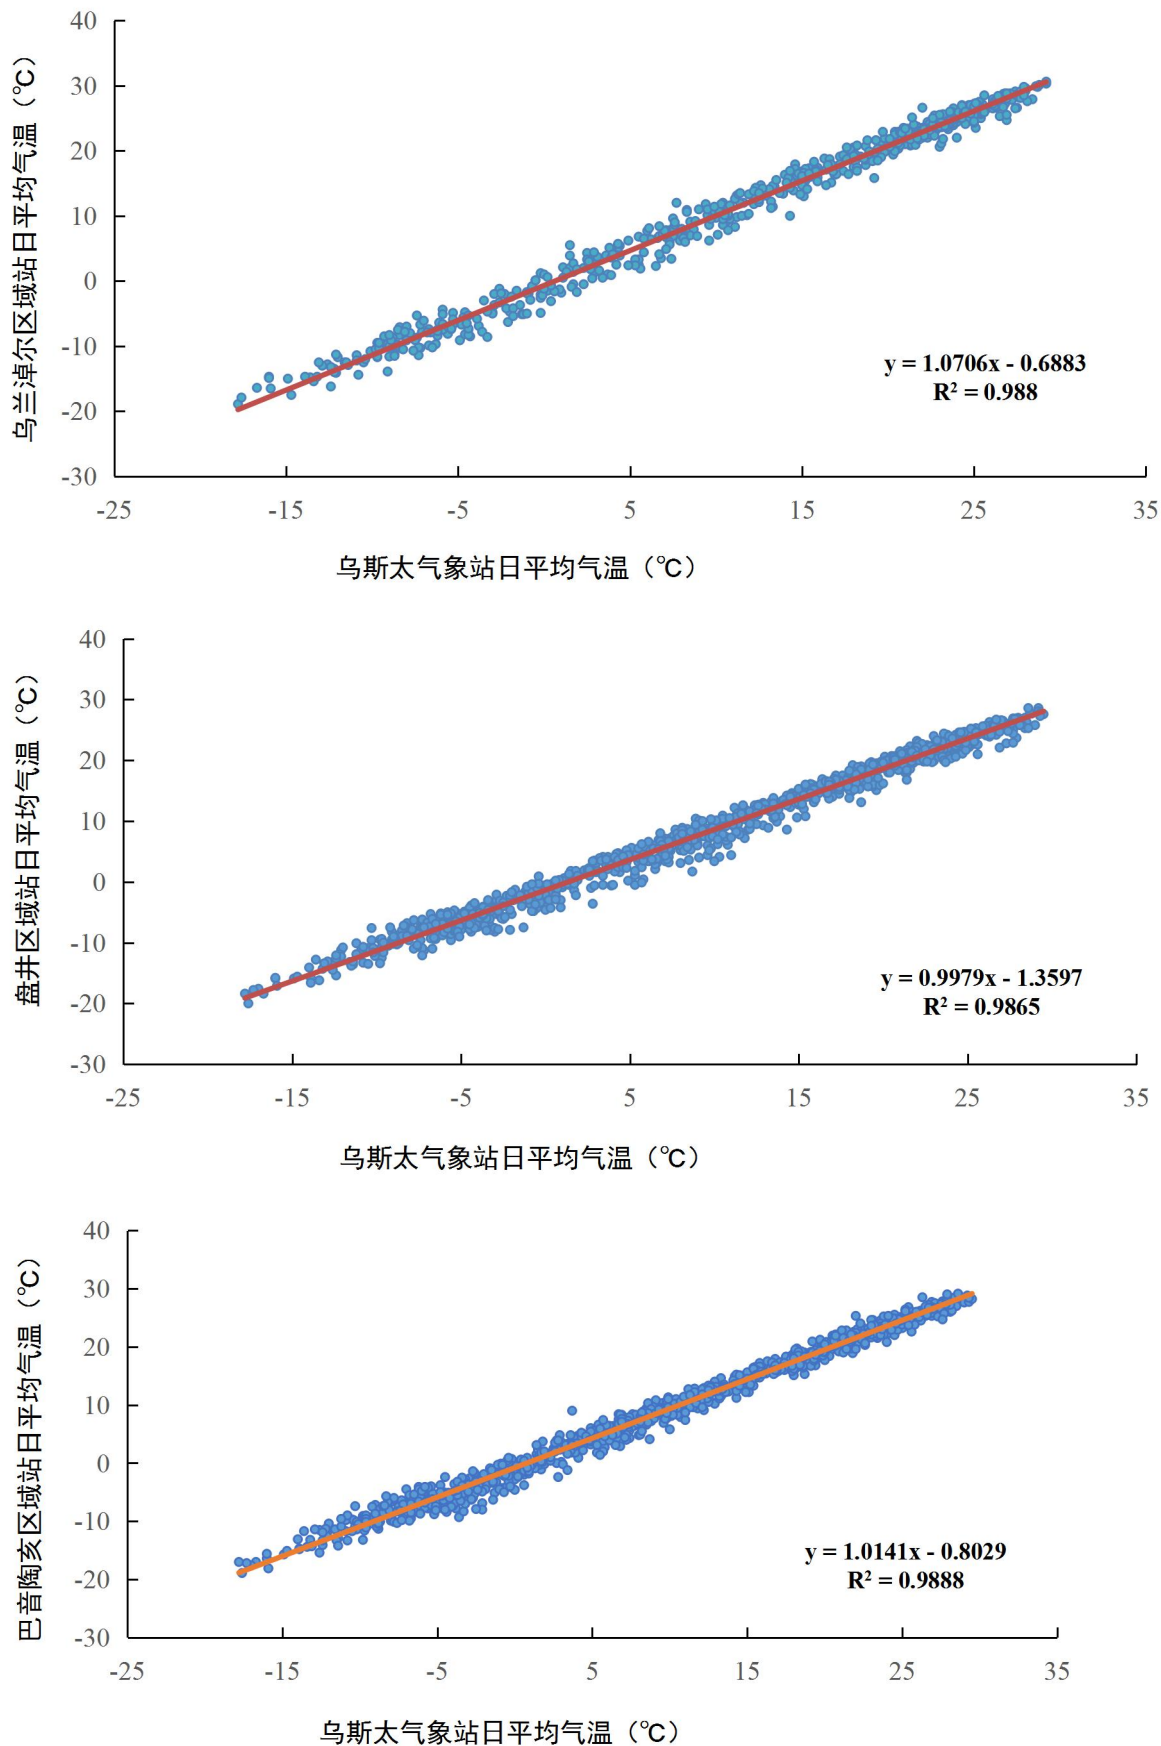 乌兰淖尔区域站日平均气温（℃）
40
30
20
10
0
-10
-20
-30
y = 1.0706x - 0.6883
R² = 0.988
-25 -15 -5 5 15 25 35
乌斯太气象站日平均气温（℃）
盘井区域站日平均气温（℃）
40
30
20
10
0
-10
-20
-30
y = 0.9979x - 1.3597
R² = 0.9865
-25 -15 -5 5 15 25 35
乌斯太气象站日平均气温（℃）
巴音陶亥区域站日平均气温（℃）
40
30
20
10
0
-10
-20
-30
y = 1.0141x - 0.8029
R² = 0.9888
-25 -15 -5 5 15 25 35
乌斯太气象站日平均气温（℃）